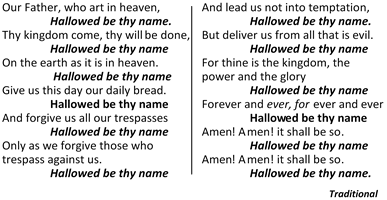 Our Father, who art in heaven,
Hallowed be thy name.
Thy kingdom come, thy will be done,
Hallowed be thy name.
On the earth as it is in heaven.
Hallowed be thy name
Give us this day our daily bread.
Hallowed be thy name
And forgive us all our trespasses
Hallowed be thy name
Only as we forgive those who
trespass against us.
Hallowed be thy name
And lead us not into temptation,
Hallowed be thy name.
But deliver us from all that is evil.
Hallowed be thy name
For thine is the kingdom, the
power and the glory
Hallowed be thy name
Forever and ever, for ever and ever
Hallowed be thy name
Amen! Amen! it shall be so.
Hallowed be thy name
Amen! Amen! it shall be so.
Hallowed be thy name.
Traditional